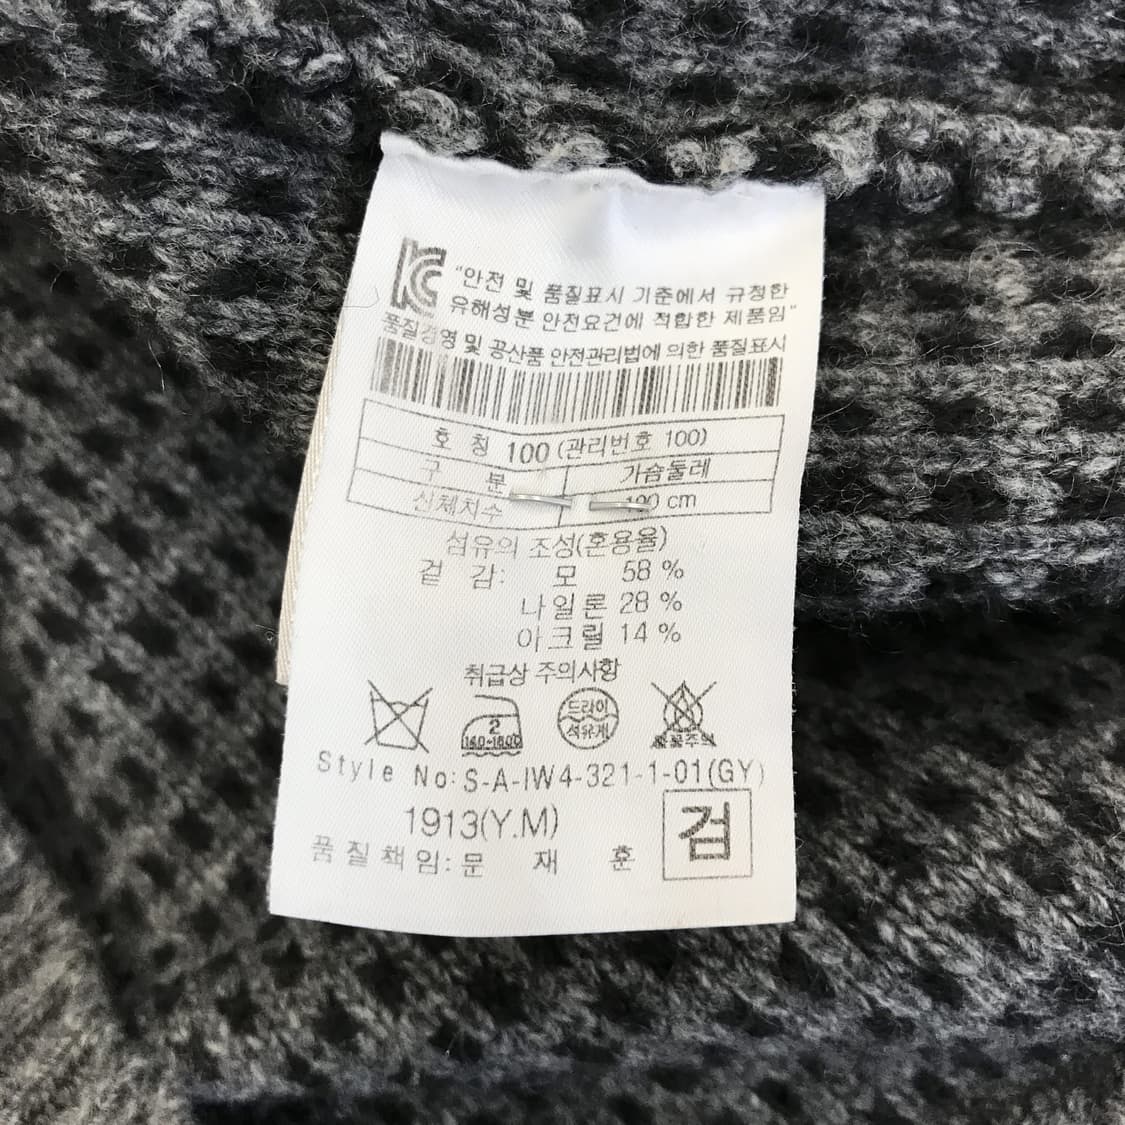 KC
"안전 및 품질표시 기준에서 규정한
유해성분 안전요건에 적합한 제품임"
품질경영 및 공산품 안전관리법에 의한 품질표시
호 칭 100 (관리번호 100)
구 분 가슴둘레
신체치수 100 cm
섬유의 조성(혼용율)
겉 감: 모 58 %
나일론 28 %
아크릴 14 %
취급상 주의사항
2
140~160℃
드라이
석유계
Style No:S-A-IW4-321-1-01(GY)
1913(Y.M)
검
품질책임:문 재 훈